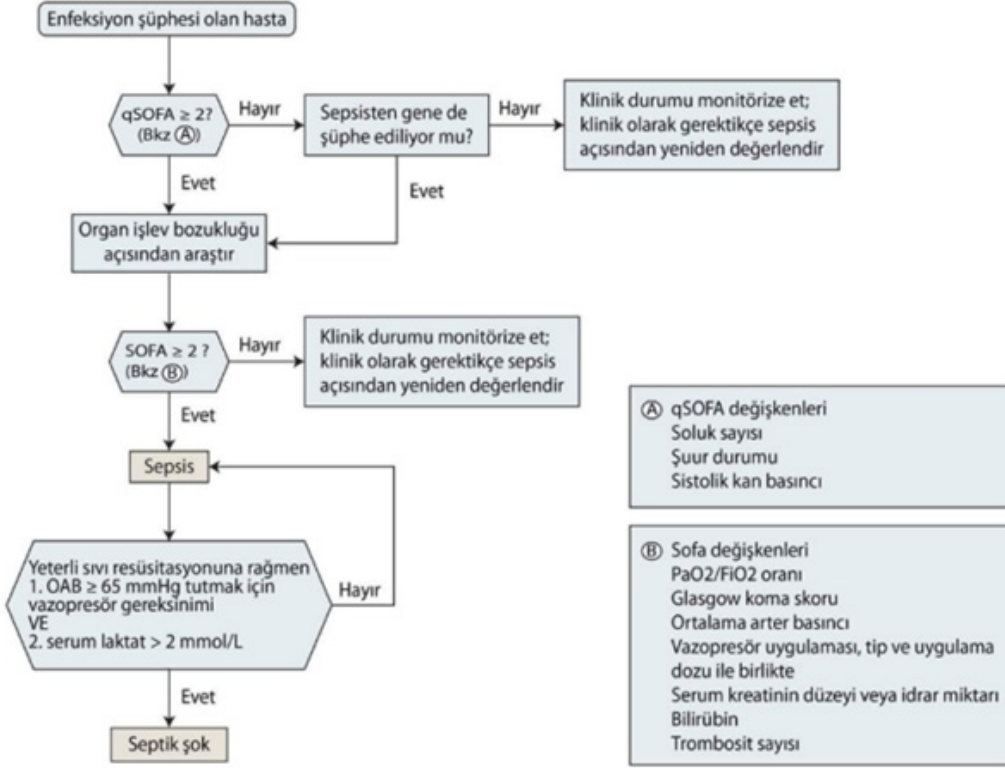 Enfeksiyon şüphesi olan hasta
qSOFA ≥ 2?
(Bkz Ⓐ)
Hayır
Sepsisten gene de
şüphe ediliyor mu?
Hayır
Klinik durumu monitörize et;
klinik olarak gerektikçe sepsis
açısından yeniden değerlendir
Evet
Evet
Organ işlev bozukluğu
açısından araştır
SOFA ≥ 2 ?
(Bkz Ⓑ)
Hayır
Klinik durumu monitörize et;
klinik olarak gerektikçe sepsis
açısından yeniden değerlendir
Evet
Sepsis
Yeterli sıvı resüsitasyonuna rağmen
1. OAB ≥ 65 mmHg tutmak için
vazopresör gereksinimi
VE
2. serum laktat > 2 mmol/L
Hayır
Evet
Septik şok
Ⓐ qSOFA değişkenleri
Soluk sayısı
Şuur durumu
Sistolik kan basıncı
Ⓑ Sofa değişkenleri
PaO2/FiO2 oranı
Glasgow koma skoru
Ortalama arter basıncı
Vazopresör uygulaması, tip ve uygulama
dozu ile birlikte
Serum kreatinin düzeyi veya idrar miktarı
Bilirübin
Trombosit sayısı